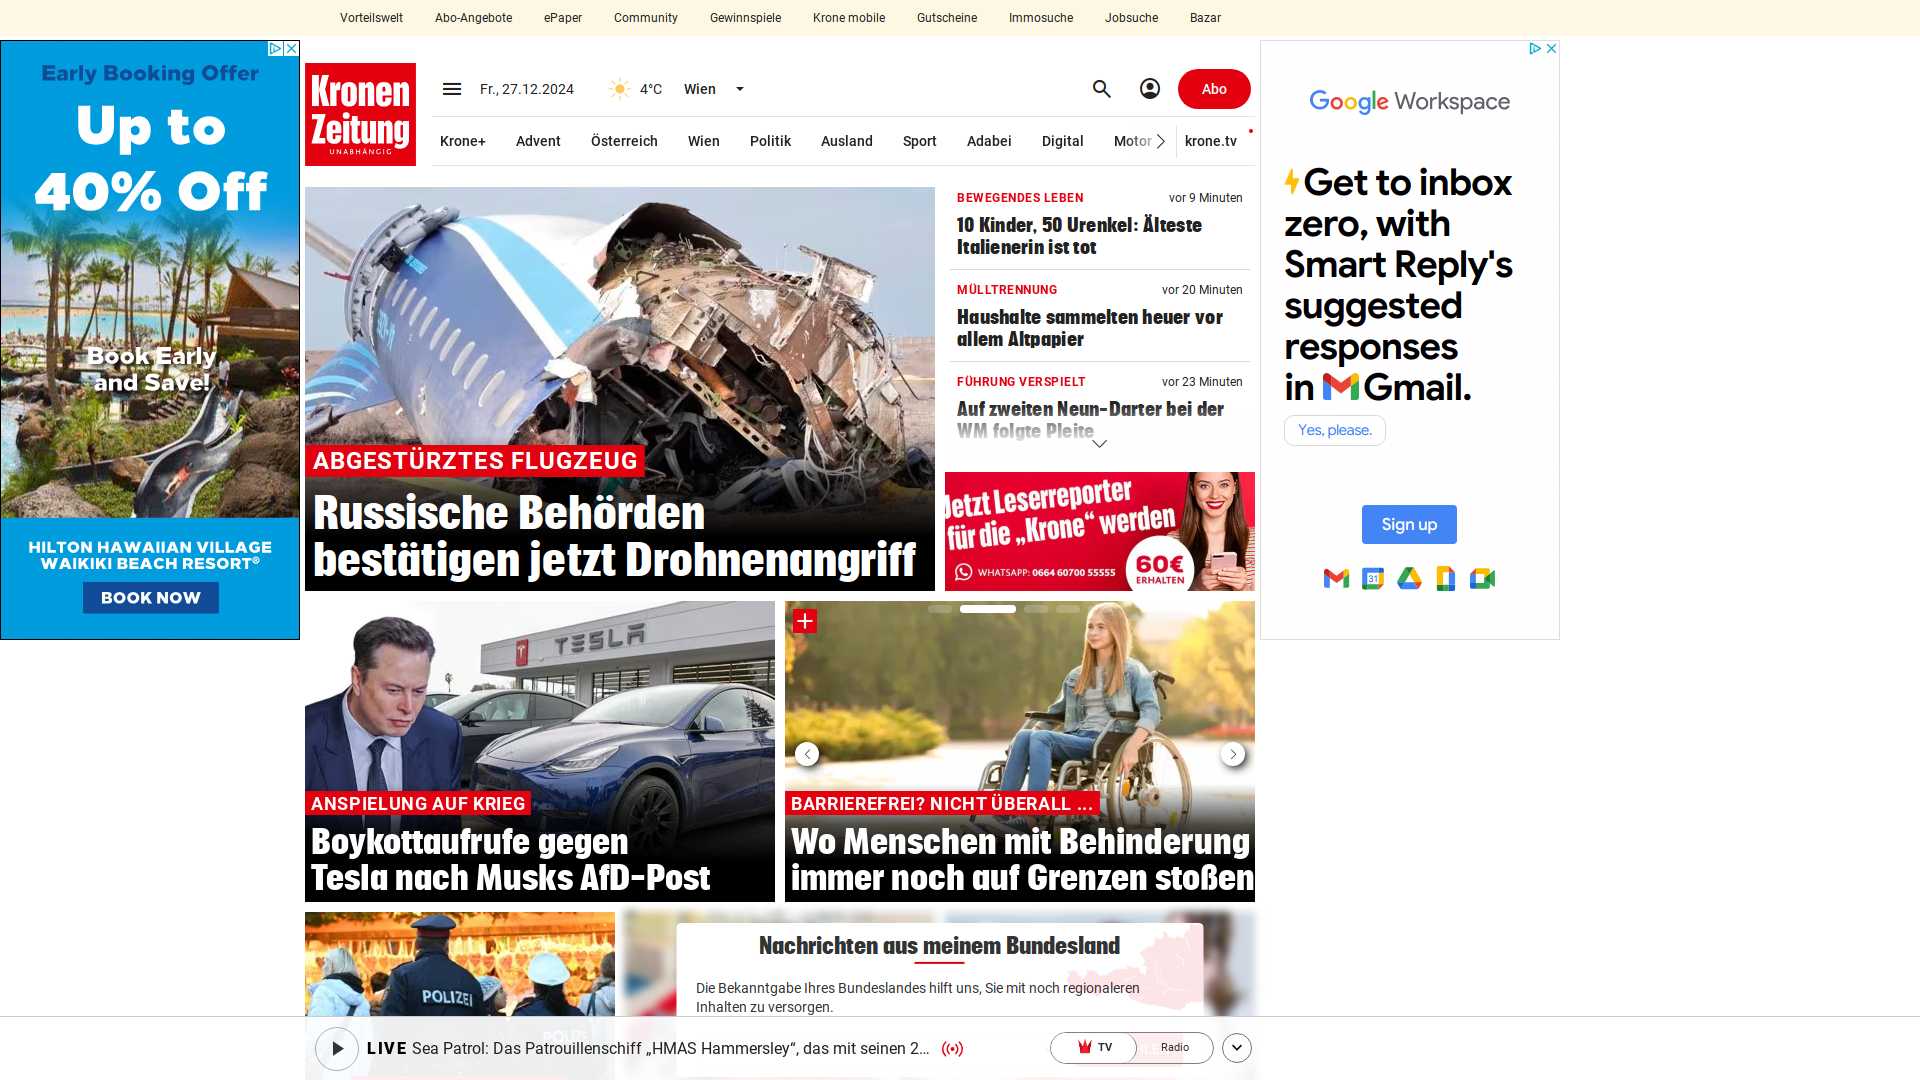 Vorteilswelt
Abo-Angebote
ePaper
Community
Gewinnspiele
Krone mobile
Gutscheine
Immosuche
Jobsuche
Bazar
Early Booking Offer
Up to
40% Off
Book Early
and Save!
HILTON HAWAIIAN VILLAGE
WAIKIKI BEACH RESORT®
BOOK NOW
Kronen
Zeitung
UNABHÄNGIG
Fr., 27.12.2024
4°C
Wien
Abo
Krone+
Advent
Österreich
Wien
Politik
Ausland
Sport
Adabei
Digital
Motor
krone.tv
ABGESTÜRZTES FLUGZEUG
Russische Behörden
bestätigen jetzt Drohnenangriff
BEWEGENDES LEBEN
vor 9 Minuten
10 Kinder, 50 Urenkel: Älteste
Italienerin ist tot
MÜLLTRENNUNG
vor 20 Minuten
Haushalte sammelten heuer vor
allem Altpapier
FÜHRUNG VERSPIELT
vor 23 Minuten
Auf zweiten Neun-Darter bei der
WM folgte Pleite
Jetzt Leserreporter
für die „Krone“ werden
WHATSAPP: 0664 60700 55555
60€
ERHALTEN
Google Workspace
Get to inbox
zero, with
Smart Reply's
suggested
responses
in Gmail.
Yes, please.
Sign up
31
TESLA
ANSPIELUNG AUF KRIEG
Boykottaufrufe gegen
Tesla nach Musks AfD-Post
BARRIEREFREI? NICHT ÜBERALL ...
Wo Menschen mit Behinderung
immer noch auf Grenzen stoßen
POLIZEI
Nachrichten aus meinem Bundesland
Die Bekanntgabe Ihres Bundeslandes hilft uns, Sie mit noch regionaleren
Inhalten zu versorgen.
LIVE Sea Patrol: Das Patrouillenschiff „HMAS Hammersley“, das mit seinen 2...
TV
Radio